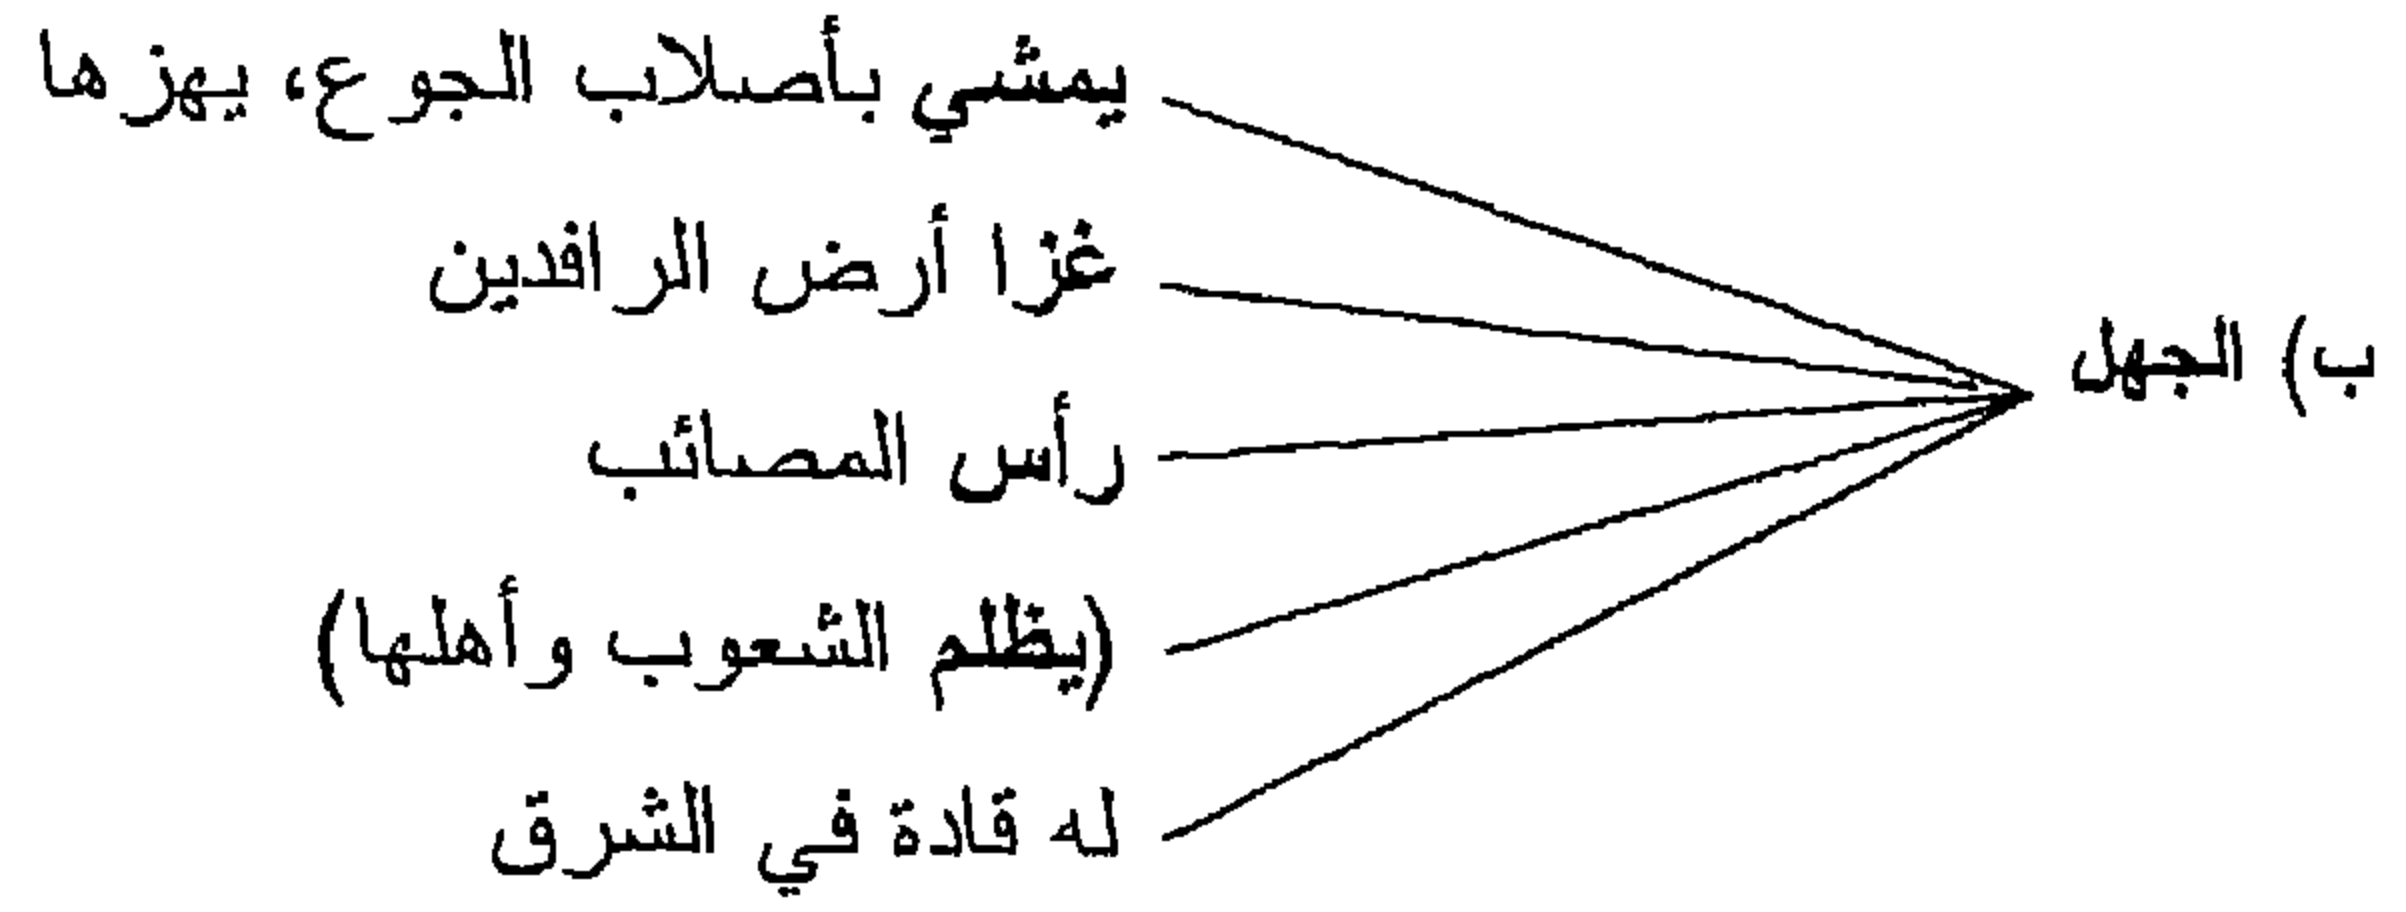 يمشي بأصلاب الجوع، يهزها
غزا أرض الرافدين
ب) الجهل
رأس المصائب
(يظلم الشعوب وأهلها)
له قادة في الشرق